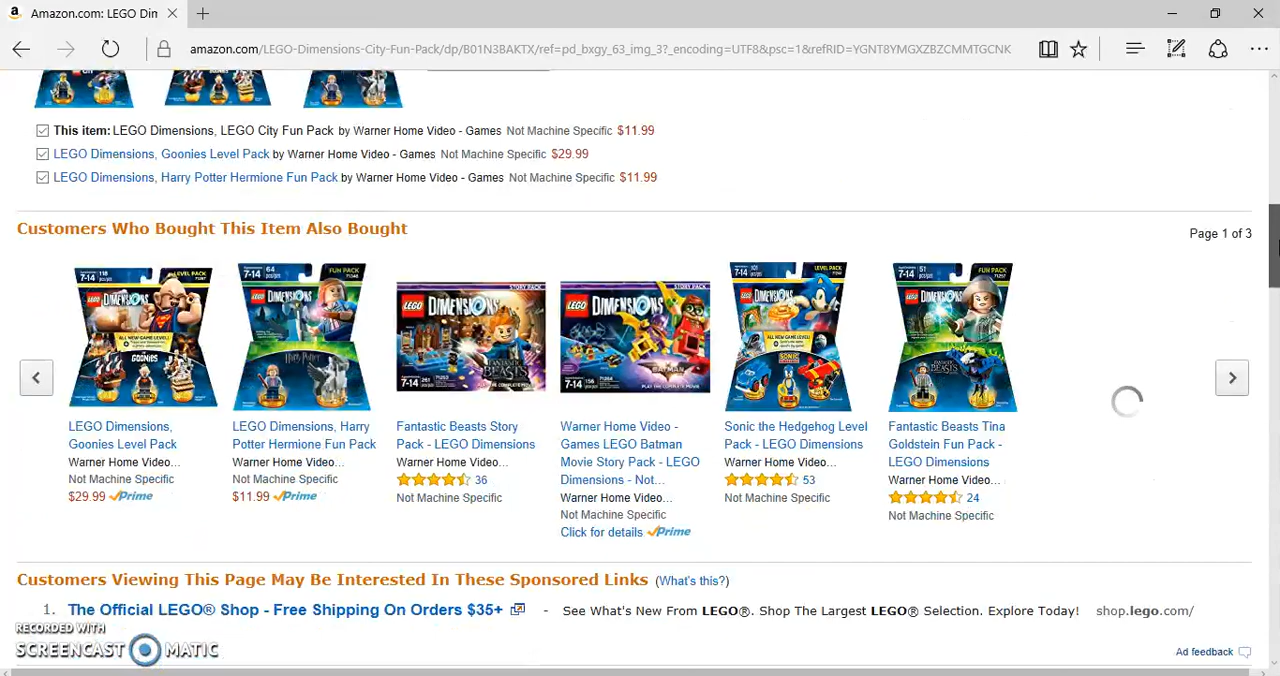 Amazon.com: LEGO Din
amazon.com/LEGO-Dimensions-City-Fun-Pack/dp/B01N3BAKTX/ref=pd_bxgy_63_img_3?_encoding=UTF8&psc=1&refRID=YGNT8YMGXZBZCMMTGCNK
This item: LEGO Dimensions, LEGO City Fun Pack by Warner Home Video - Games Not Machine Specific $11.99
LEGO Dimensions, Goonies Level Pack by Warner Home Video - Games Not Machine Specific $29.99
LEGO Dimensions, Harry Potter Hermione Fun Pack by Warner Home Video - Games Not Machine Specific $11.99
Customers Who Bought This Item Also Bought
Page 1 of 3
LEGO Dimensions,
Goonies Level Pack
Warner Home Video...
Not Machine Specific
$29.99 Prime
LEGO Dimensions, Harry
Potter Hermione Fun Pack
Warner Home Video...
Not Machine Specific
$11.99 Prime
Fantastic Beasts Story
Pack - LEGO Dimensions
Warner Home Video...
36
Not Machine Specific
Warner Home Video -
Games LEGO Batman
Movie Story Pack - LEGO
Dimensions - Not...
Warner Home Video...
Not Machine Specific
Click for details Prime
Sonic the Hedgehog Level
Pack - LEGO Dimensions
Warner Home Video...
53
Not Machine Specific
Fantastic Beasts Tina
Goldstein Fun Pack -
LEGO Dimensions
Warner Home Video...
24
Not Machine Specific
Customers Viewing This Page May Be Interested In These Sponsored Links (What's this?)
1. The Official LEGO® Shop - Free Shipping On Orders $35+ - See What's New From LEGO®. Shop The Largest LEGO® Selection. Explore Today! shop.lego.com/
RECORDED WITH
SCREENCAST MATIC
Ad feedback